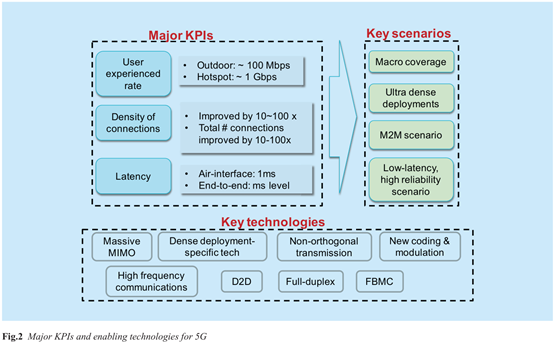 Major KPIs
User
experienced
rate
• Outdoor: ~ 100 Mbps
• Hotspot: ~ 1 Gbps
Density of
connections
• Improved by 10~100 x
• Total # connections
improved by 10-100x
Latency
• Air-interface: 1ms
• End-to-end: ms level
Key scenarios
Macro coverage
Ultra dense
deployments
M2M scenario
Low-latency,
high reliability
scenario
Key technologies
Massive
MIMO
Dense deployment-
specific tech
Non-orthogonal
transmission
New coding &
modulation
High frequency
communications
D2D
Full-duplex
FBMC
Fig.2 Major KPIs and enabling technologies for 5G